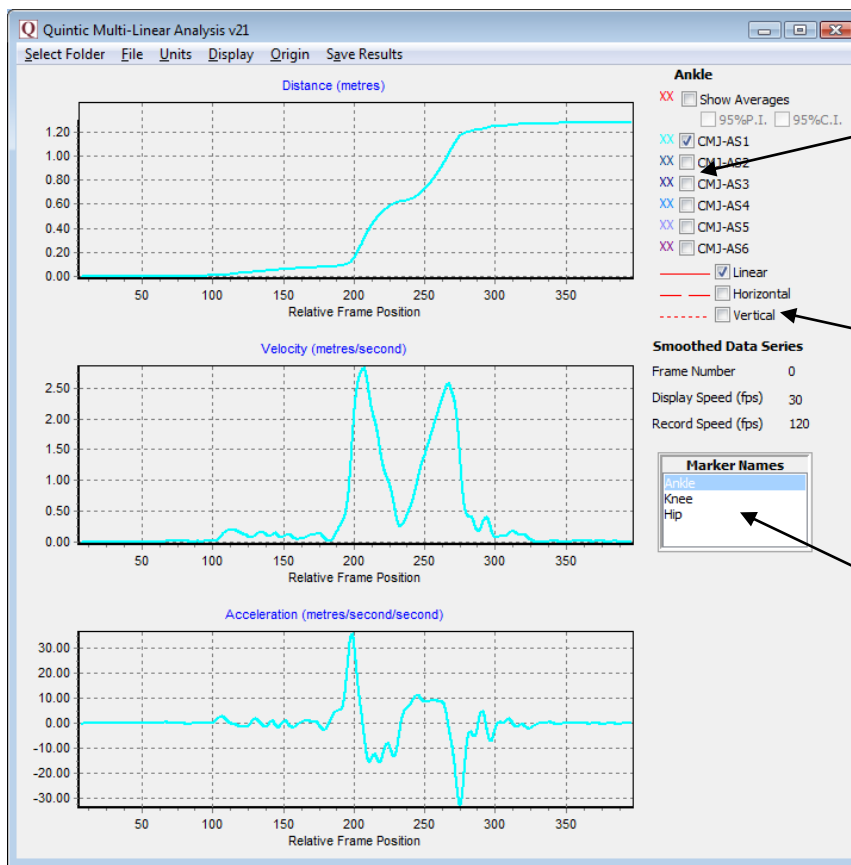 Quintic Multi-Linear Analysis v21
Select Folder File Units Display Origin Save Results
Distance (metres)
1.20
1.00
0.80
0.60
0.40
0.20
0.00
50 100 150 200 250 300 350
Relative Frame Position
Velocity (metres/second)
2.50
2.00
1.50
1.00
0.50
0.00
50 100 150 200 250 300 350
Relative Frame Position
Acceleration (metres/second/second)
30.00
20.00
10.00
0.00
-10.00
-20.00
-30.00
50 100 150 200 250 300 350
Relative Frame Position
Ankle
XX Show Averages
95%P.I. 95%C.I.
XX CMJ-AS1
XX CMJ-AS2
XX CMJ-AS3
XX CMJ-AS4
XX CMJ-AS5
XX CMJ-AS6
Linear
Horizontal
Vertical
Smoothed Data Series
Frame Number 0
Display Speed (fps) 30
Record Speed (fps) 120
Marker Names
Ankle
Knee
Hip